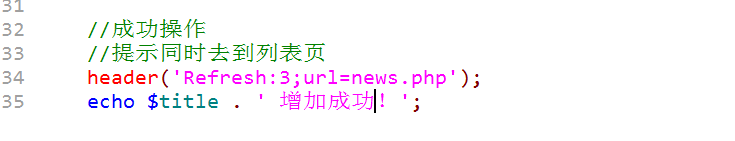 31
32 //成功操作
33 //提示同时去到列表页
34 header('Refresh:3;url=news.php');
35 echo $title . ' 增加成功! ';